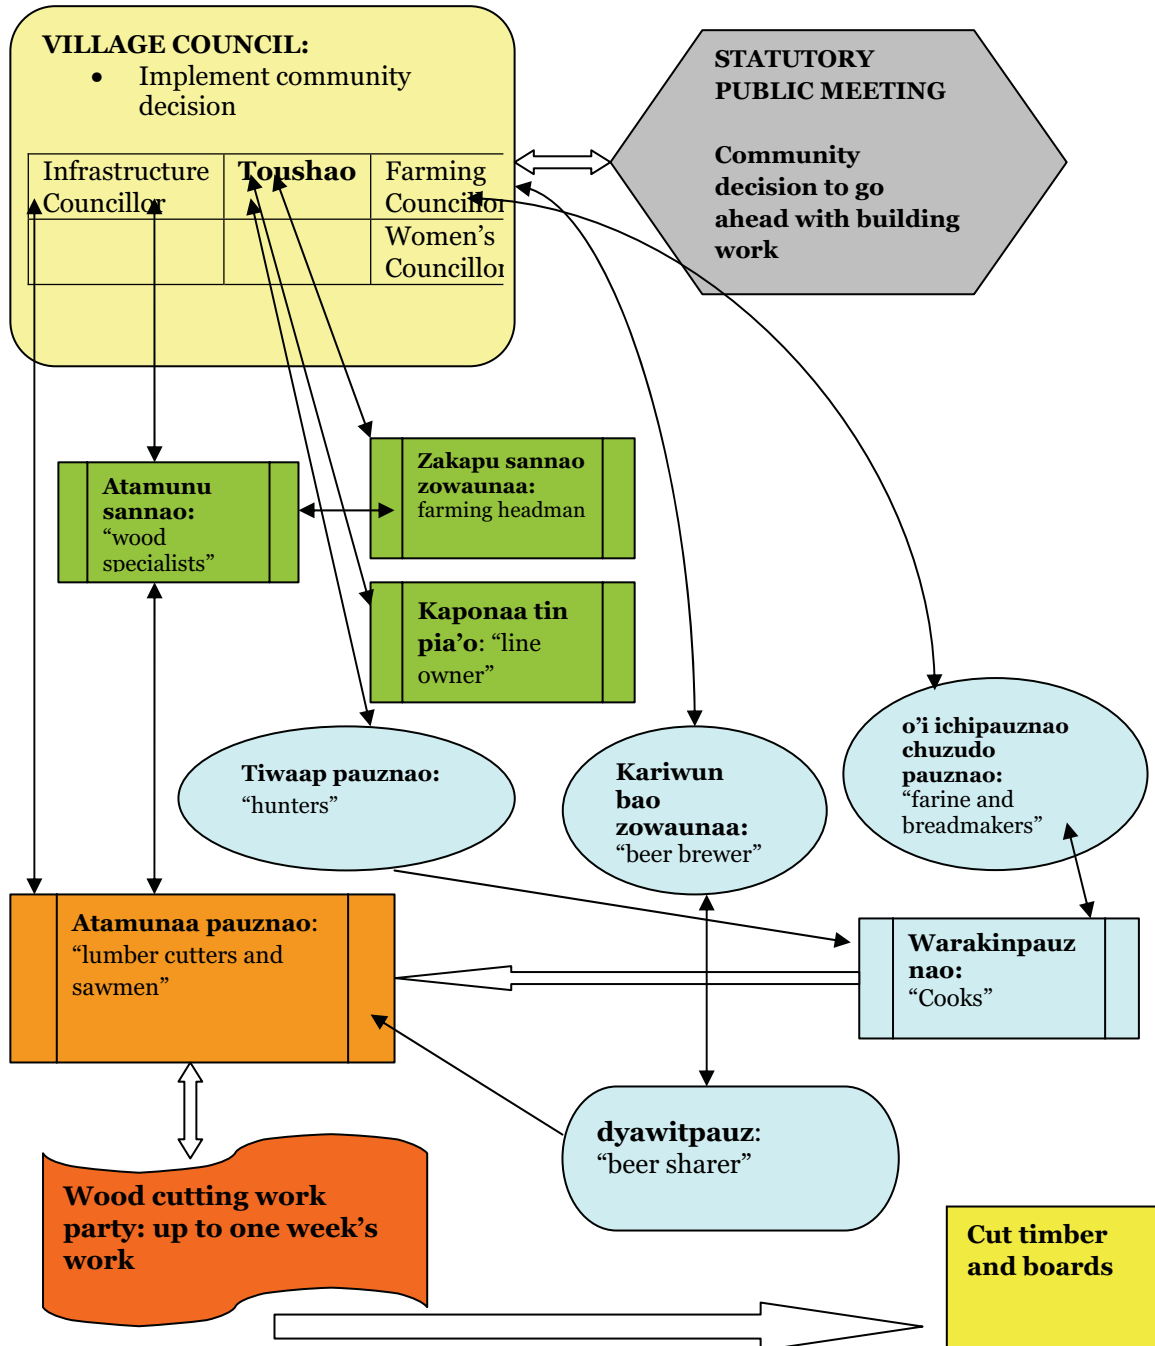 VILLAGE COUNCIL:
• Implement community
decision
Infrastructure
Councillor
Toushao
Farming
Councillor
Women’s
Councillor
STATUTORY
PUBLIC MEETING
Community
decision to go
ahead with building
work
Atamunu
sannao:
“wood
specialists”
Zakapu sannao
zowaunaa:
farming headman
Kaponaa tin
pia’o: “line
owner”
Tiwaap pauznao:
“hunters”
Kariwun
bao
zowaunaa:
“beer brewer”
o’i ichipauznao
chuzudo
pauznao:
“farine and
breadmakers”
Atamunaa pauznao:
“lumber cutters and
sawmen”
Warakinpauz
nao:
“Cooks”
dyawitpauz:
“beer sharer”
Wood cutting work
party: up to one week’s
work
Cut timber
and boards